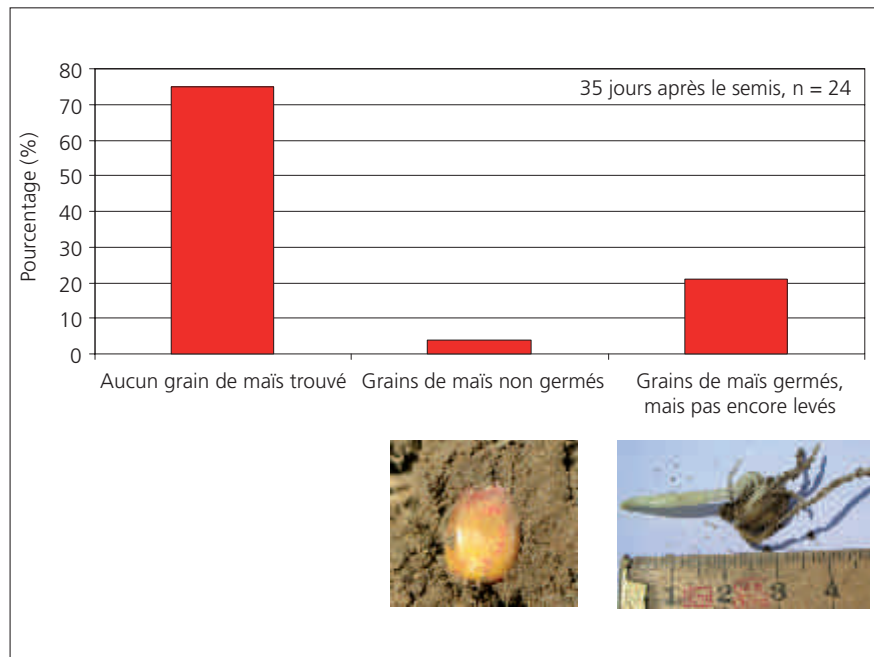 35 jours après le semis, n = 24
Pourcentage (%)
80
70
60
50
40
30
20
10
0
Aucun grain de maïs trouvé
Grains de maïs non germés
Grains de maïs germés,
mais pas encore levés
1 2 3 4